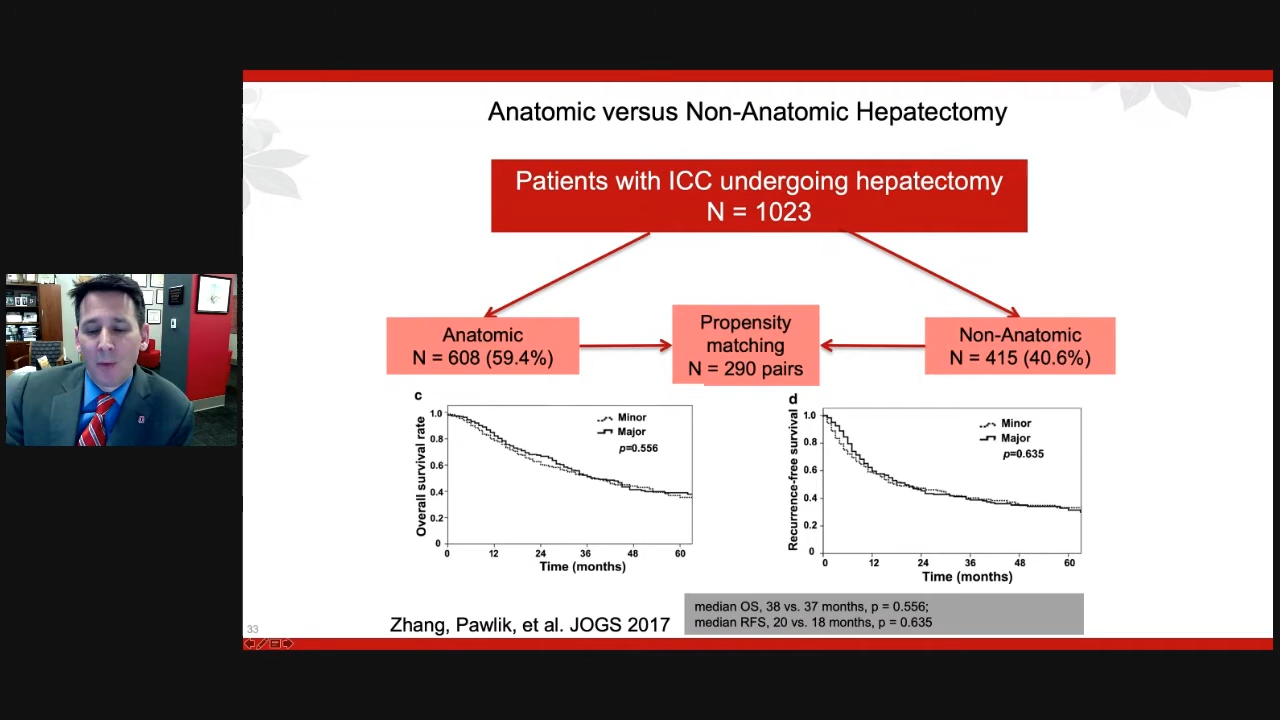 Anatomic versus Non-Anatomic Hepatectomy
Patients with ICC undergoing hepatectomy
N = 1023
Anatomic
N = 608 (59.4%)
Propensity
matching
N = 290 pairs
Non-Anatomic
N = 415 (40.6%)
c
Overall survival rate
1.0
0.8
0.6
0.4
0.2
0
Minor
Major
p=0.556
0 12 24 36 48 60
Time (months)
d
Recurrence-free survival
1.0
0.8
0.6
0.4
0.2
0
Minor
Major
p=0.635
0 12 24 36 48 60
Time (months)
median OS, 38 vs. 37 months, p = 0.556;
median RFS, 20 vs. 18 months, p = 0.635
Zhang, Pawlik, et al. JOGS 2017
33